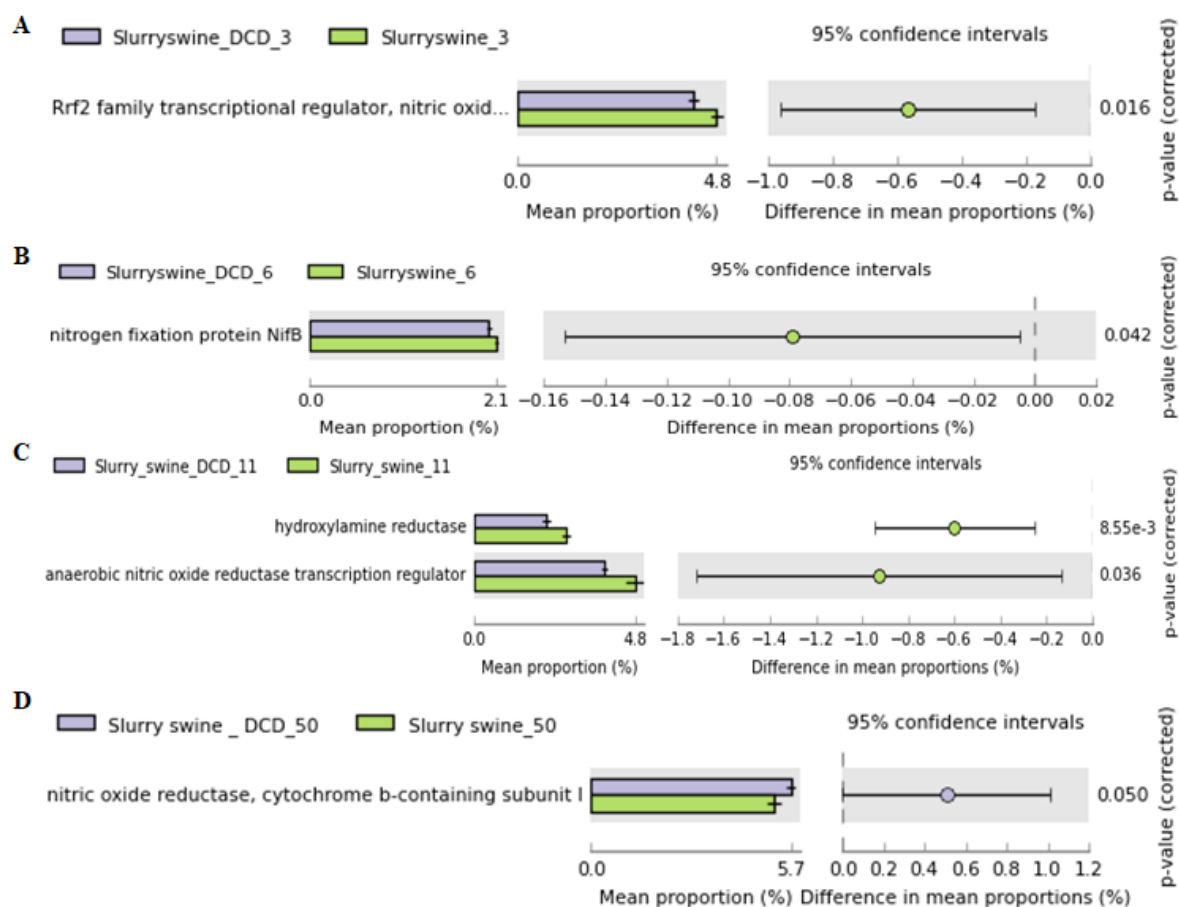 A
Slurryswine_DCD_3 Slurryswine_3 95% confidence intervals
Rrf2 family transcriptional regulator, nitric oxid... 0.016
0.0 4.8 −1.0 −0.8 −0.6 −0.4 −0.2 0.0
Mean proportion (%) Difference in mean proportions (%)
p-value (corrected)
B
Slurryswine_DCD_6 Slurryswine_6 95% confidence intervals
nitrogen fixation protein NifB 0.042
0.0 2.1 −0.16 −0.14 −0.12 −0.10 −0.08 −0.06 −0.04 −0.02 0.00 0.02
Mean proportion (%) Difference in mean proportions (%)
p-value (corrected)
C
Slurry_swine_DCD_11 Slurry_swine_11 95% confidence intervals
hydroxylamine reductase 8.55e-3
anaerobic nitric oxide reductase transcription regulator 0.036
0.0 4.8 −1.8 −1.6 −1.4 −1.2 −1.0 −0.8 −0.6 −0.4 −0.2 0.0
Mean proportion (%) Difference in mean proportions (%)
p-value (corrected)
D
Slurry swine _ DCD_50 Slurry swine_50 95% confidence intervals
nitric oxide reductase, cytochrome b-containing subunit I 0.050
0.0 5.7 0.0 0.2 0.4 0.6 0.8 1.0 1.2
Mean proportion (%) Difference in mean proportions (%)
p-value (corrected)